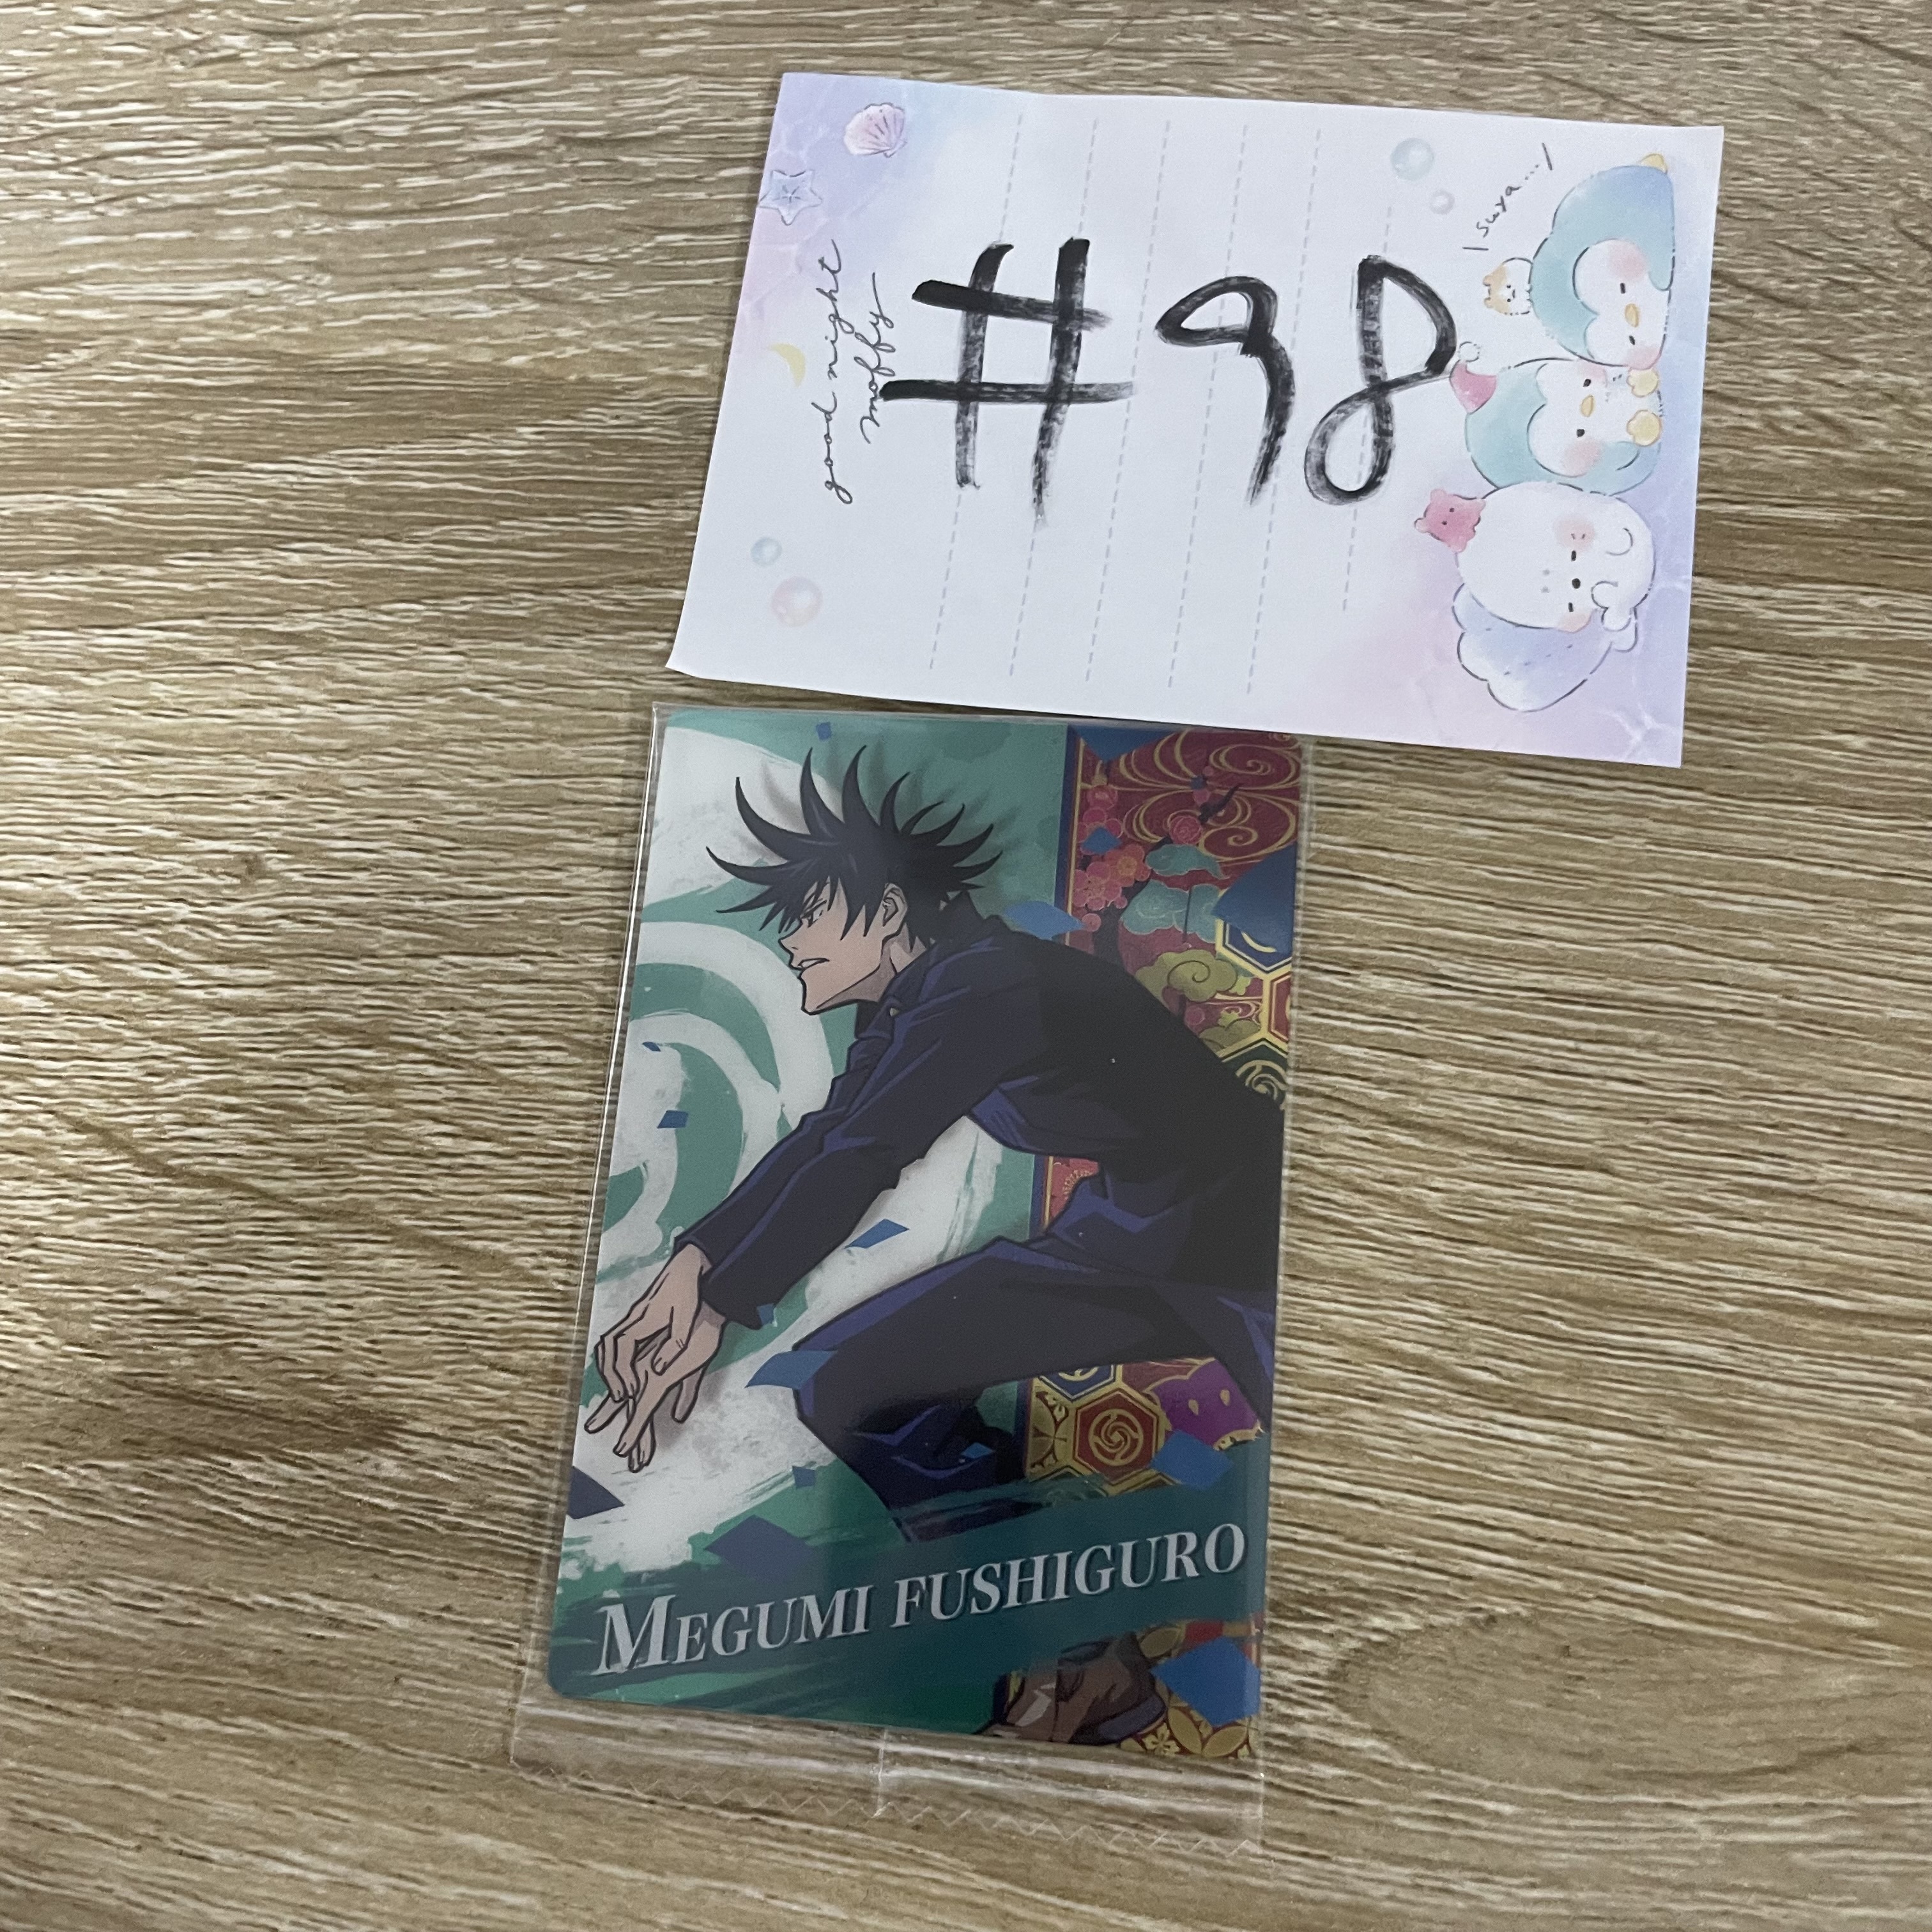 #98
\suya..../
good night
moffy
MEGUMI FUSHIGURO